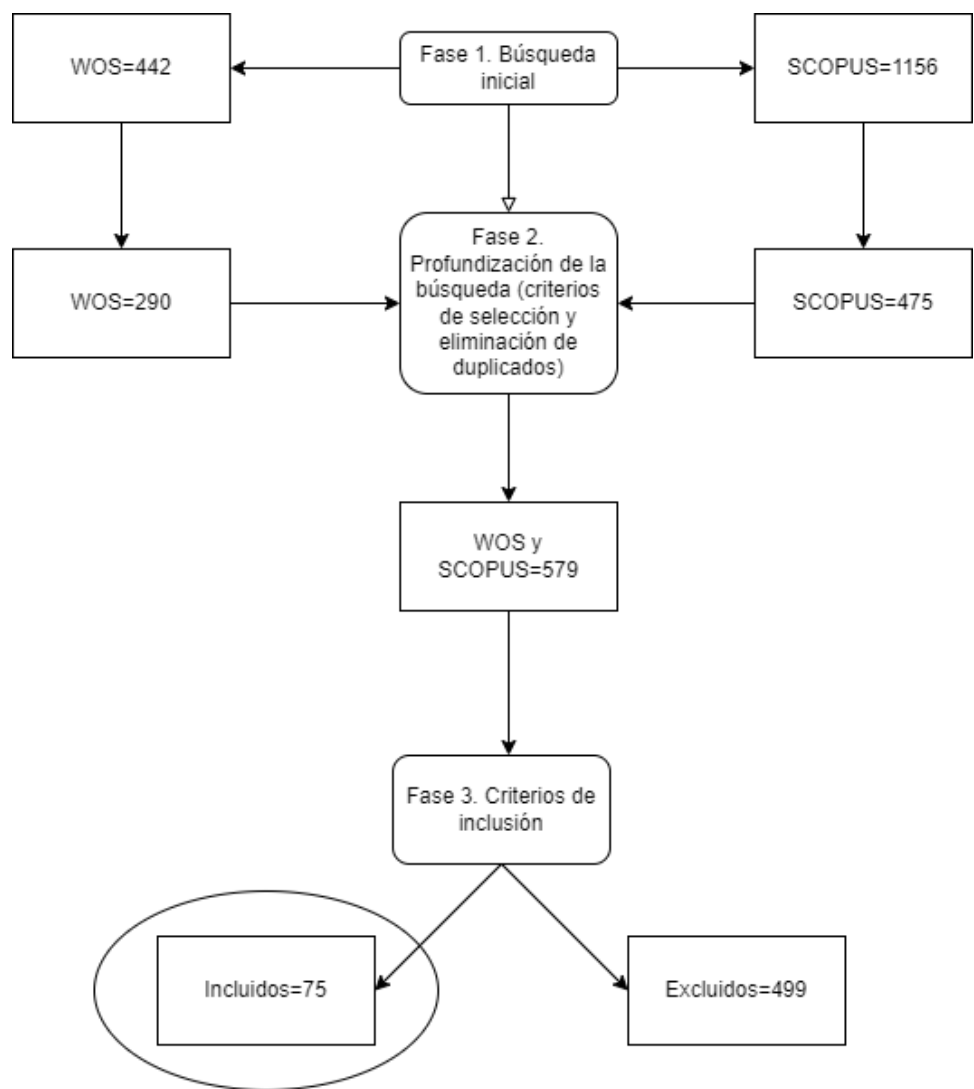 WOS=442
Fase 1. Búsqueda
inicial
SCOPUS=1156
WOS=290
Fase 2.
Profundización de la
búsqueda (criterios
de selección y
eliminación de
duplicados)
SCOPUS=475
WOS y
SCOPUS=579
Fase 3. Criterios de
inclusión
Incluidos=75
Excluidos=499